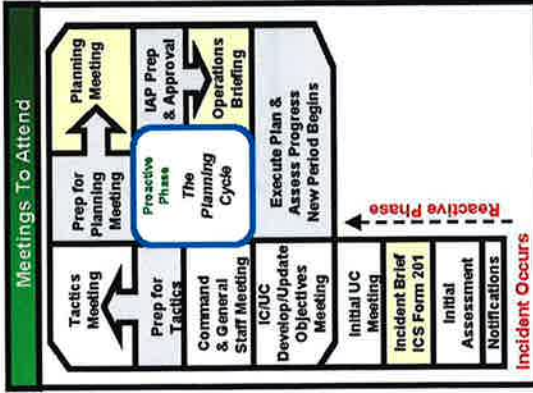 Meetings To Attend
Tactics
Meeting
Prep for
Planning
Meeting
Planning
Meeting
Prep for
Tactics
Proactive
Phase
The
Planning
Cycle
IAP Prep
& Approval
Command
& General
Staff Meeting
Operations
Briefing
IC/UC
Develop/Update
Objectives
Meeting
Execute Plan &
Assess Progress
New Period Begins
Initial UC
Meeting
Incident Brief
ICS Form 201
Initial
Assessment
Notifications
Reactive Phase
Incident Occurs